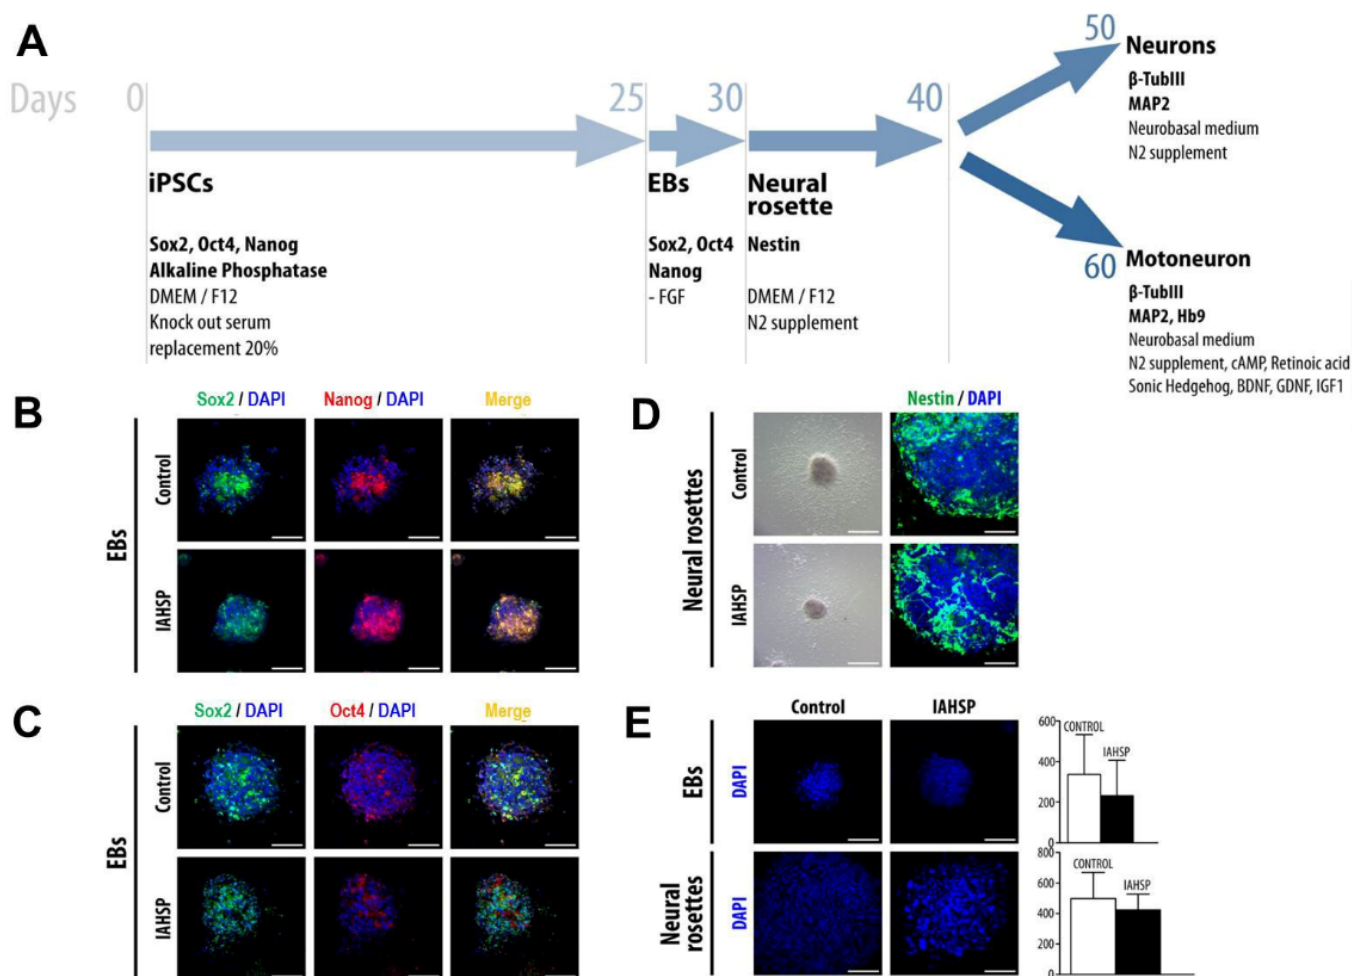 A
Days
0
25
30
40
50
60
iPSCs
Sox2, Oct4, Nanog
Alkaline Phosphatase
DMEM / F12
Knock out serum
replacement 20%
EBs
Sox2, Oct4
Nanog
- FGF
Neural
rosette
Nestin
DMEM / F12
N2 supplement
Neurons
β-TubIII
MAP2
Neurobasal medium
N2 supplement
Motoneuron
β-TubIII
MAP2, Hb9
Neurobasal medium
N2 supplement, cAMP, Retinoic acid
Sonic Hedgehog, BDNF, GDNF, IGF1
B
Sox2 / DAPI
Nanog / DAPI
Merge
EBs
Control
IAHSP
C
Sox2 / DAPI
Oct4 / DAPI
Merge
EBs
Control
IAHSP
D
Nestin / DAPI
Neural rosettes
Control
IAHSP
E
Control
IAHSP
EBs
DAPI
Neural
rosettes
DAPI
600
400
200
0
CONTROL
IAHSP
800
600
400
200
0
CONTROL
IAHSP